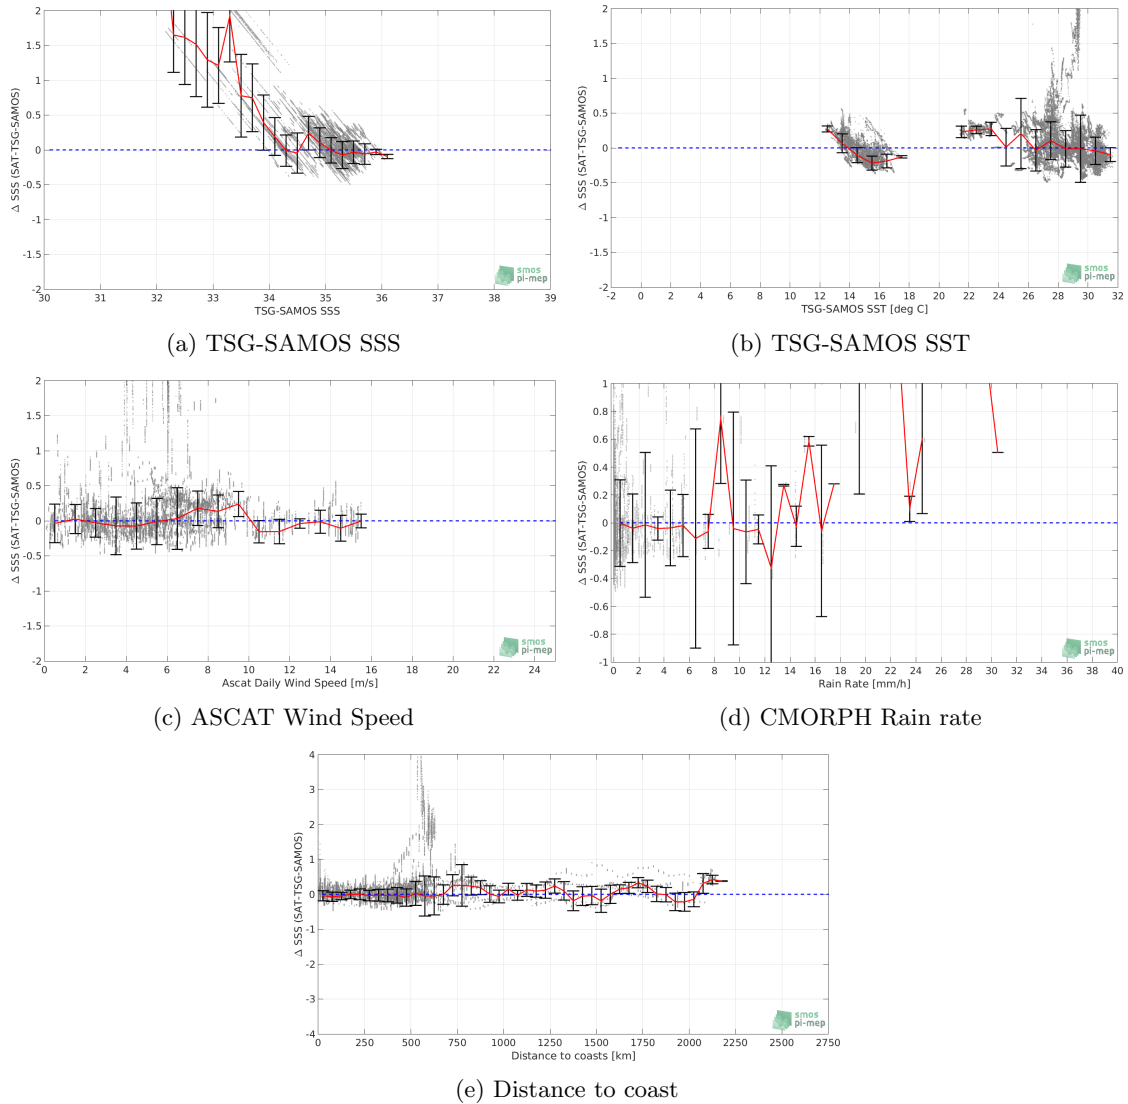 2
1.5
1
0.5
0
-0.5
-1
-1.5
-2
Δ SSS (SAT-TSG-SAMOS)
30 31 32 33 34 35 36 37 38 39
TSG-SAMOS SSS
smos
pi-mep
(a) TSG-SAMOS SSS
2
1.5
1
0.5
0
-0.5
-1
-1.5
-2
Δ SSS (SAT-TSG-SAMOS)
-2 0 2 4 6 8 10 12 14 16 18 20 22 24 26 28 30 32
TSG-SAMOS SST [deg C]
smos
pi-mep
(b) TSG-SAMOS SST
2
1.5
1
0.5
0
-0.5
-1
-1.5
-2
Δ SSS (SAT-TSG-SAMOS)
0 2 4 6 8 10 12 14 16 18 20 22 24
Ascat Daily Wind Speed [m/s]
smos
pi-mep
(c) ASCAT Wind Speed
1
0.8
0.6
0.4
0.2
0
-0.2
-0.4
-0.6
-0.8
-1
Δ SSS (SAT-TSG-SAMOS)
0 2 4 6 8 10 12 14 16 18 20 22 24 26 28 30 32 34 36 38 40
Rain Rate [mm/h]
smos
pi-mep
(d) CMORPH Rain rate
4
3
2
1
0
-1
-2
-3
-4
Δ SSS (SAT-TSG-SAMOS)
0 250 500 750 1000 1250 1500 1750 2000 2250 2500 2750
Distance to coasts [km]
smos
pi-mep
(e) Distance to coast